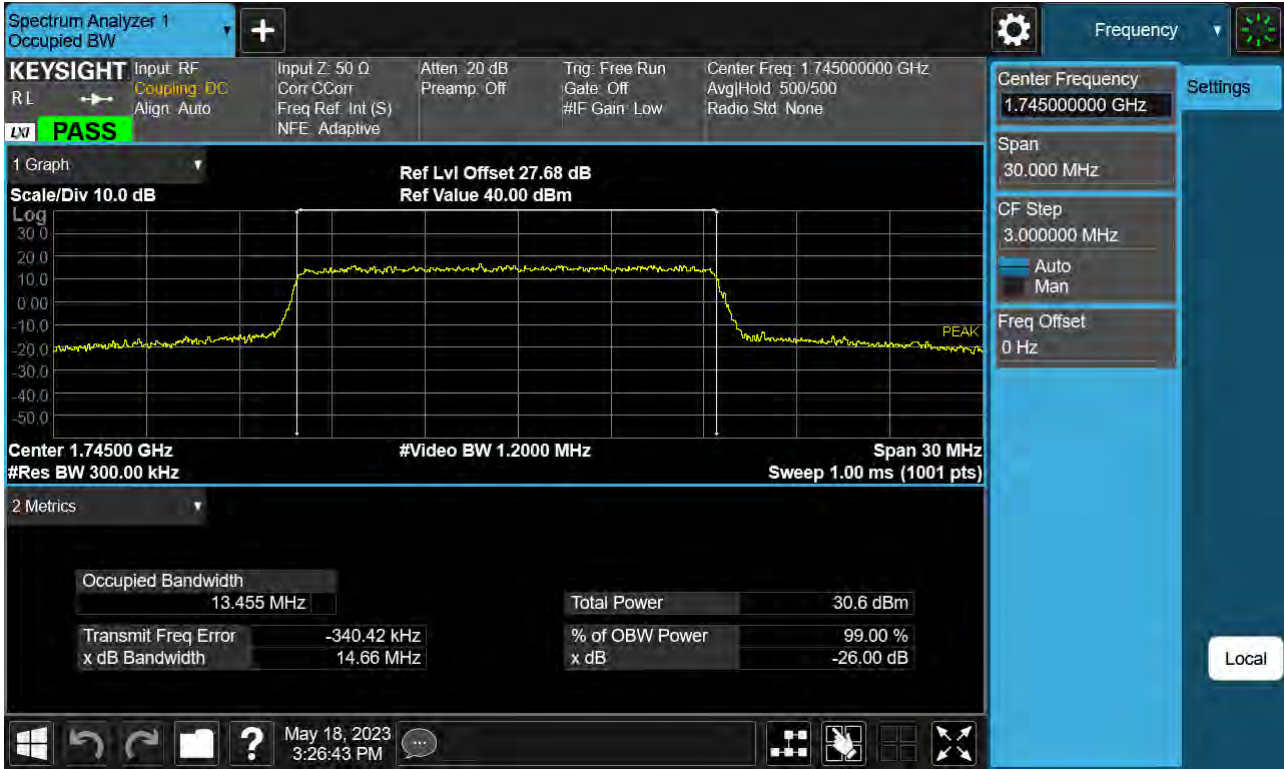 Spectrum Analyzer 1
Occupied BW
Frequency
KEYSIGHT
R L
LXI
PASS
Input: RF
Coupling: DC
Align: Auto
Input Z: 50 Ω
Corr CCorr
Freq Ref: Int (S)
NFE: Adaptive
Atten: 20 dB
Preamp: Off
Trig: Free Run
Gate: Off
#IF Gain: Low
Center Freq: 1.745000000 GHz
Avg|Hold: 500/500
Radio Std: None
Center Frequency
1.745000000 GHz
Settings
Span
30.000 MHz
CF Step
3.000000 MHz
Auto
Man
Freq Offset
0 Hz
Local
1 Graph
Scale/Div 10.0 dB
Ref Lvl Offset 27.68 dB
Ref Value 40.00 dBm
Log
30.0
20.0
10.0
0.00
-10.0
-20.0
-30.0
-40.0
-50.0
PEAK
Center 1.74500 GHz
#Video BW 1.2000 MHz
Span 30 MHz
#Res BW 300.00 kHz
Sweep 1.00 ms (1001 pts)
2 Metrics
Occupied Bandwidth
13.455 MHz
Total Power 30.6 dBm
Transmit Freq Error -340.42 kHz
% of OBW Power 99.00 %
x dB Bandwidth 14.66 MHz
x dB -26.00 dB
May 18, 2023
3:26:43 PM